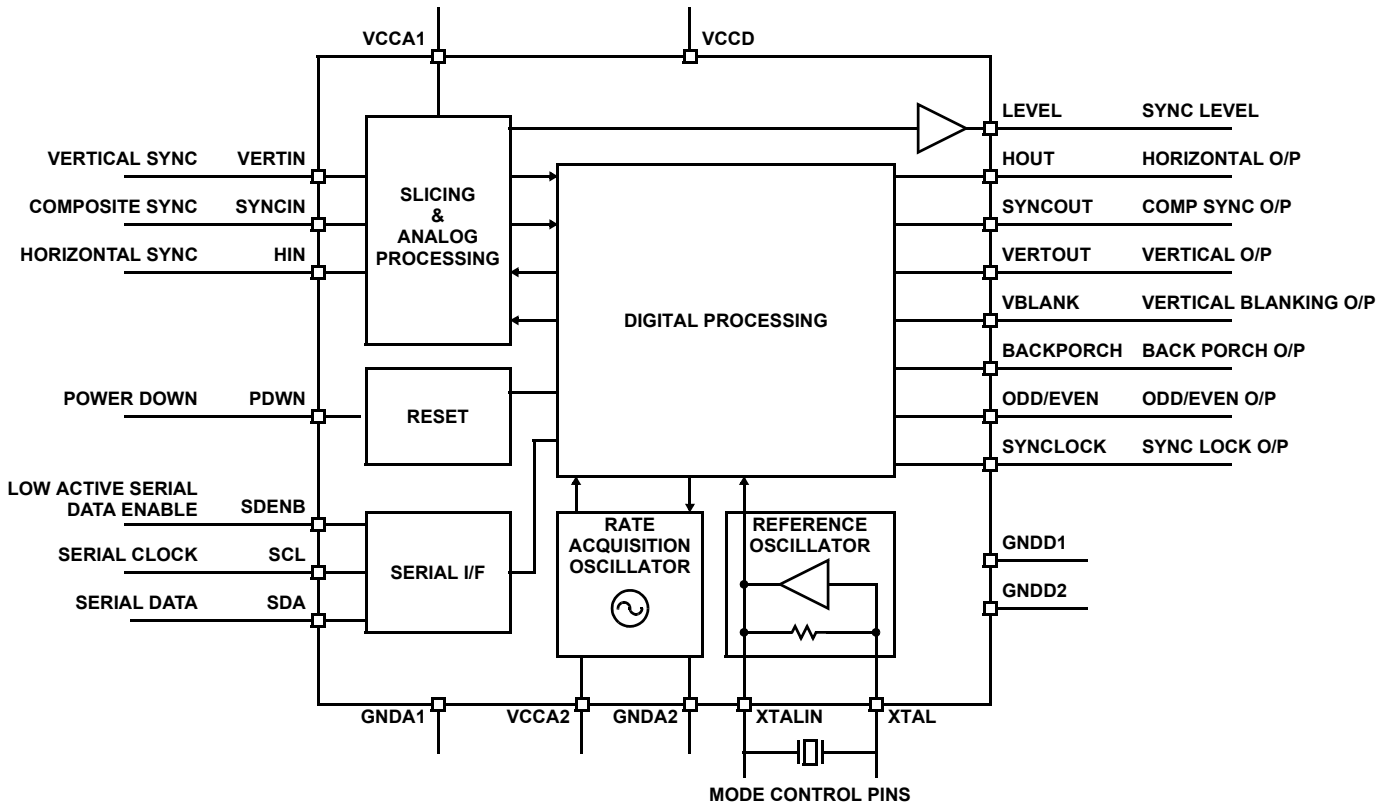 VCCA1
VCCD
LEVEL SYNC LEVEL
VERTICAL SYNC VERTIN
HOUT HORIZONTAL O/P
COMPOSITE SYNC SYNCIN
SYNCOUT COMP SYNC O/P
HORIZONTAL SYNC HIN
VERTOUT VERTICAL O/P
SLICING
&
ANALOG
PROCESSING
DIGITAL PROCESSING
VBLANK VERTICAL BLANKING O/P
BACKPORCH BACK PORCH O/P
POWER DOWN PDWN
RESET
ODD/EVEN ODD/EVEN O/P
SYNCLOCK SYNC LOCK O/P
LOW ACTIVE SERIAL
DATA ENABLE SDENB
SERIAL CLOCK SCL
SERIAL DATA SDA
SERIAL I/F
RATE
ACQUISITION
OSCILLATOR
REFERENCE
OSCILLATOR
GNDD1
GNDD2
GNDA1
VCCA2
GNDA2
XTALIN
XTAL
MODE CONTROL PINS